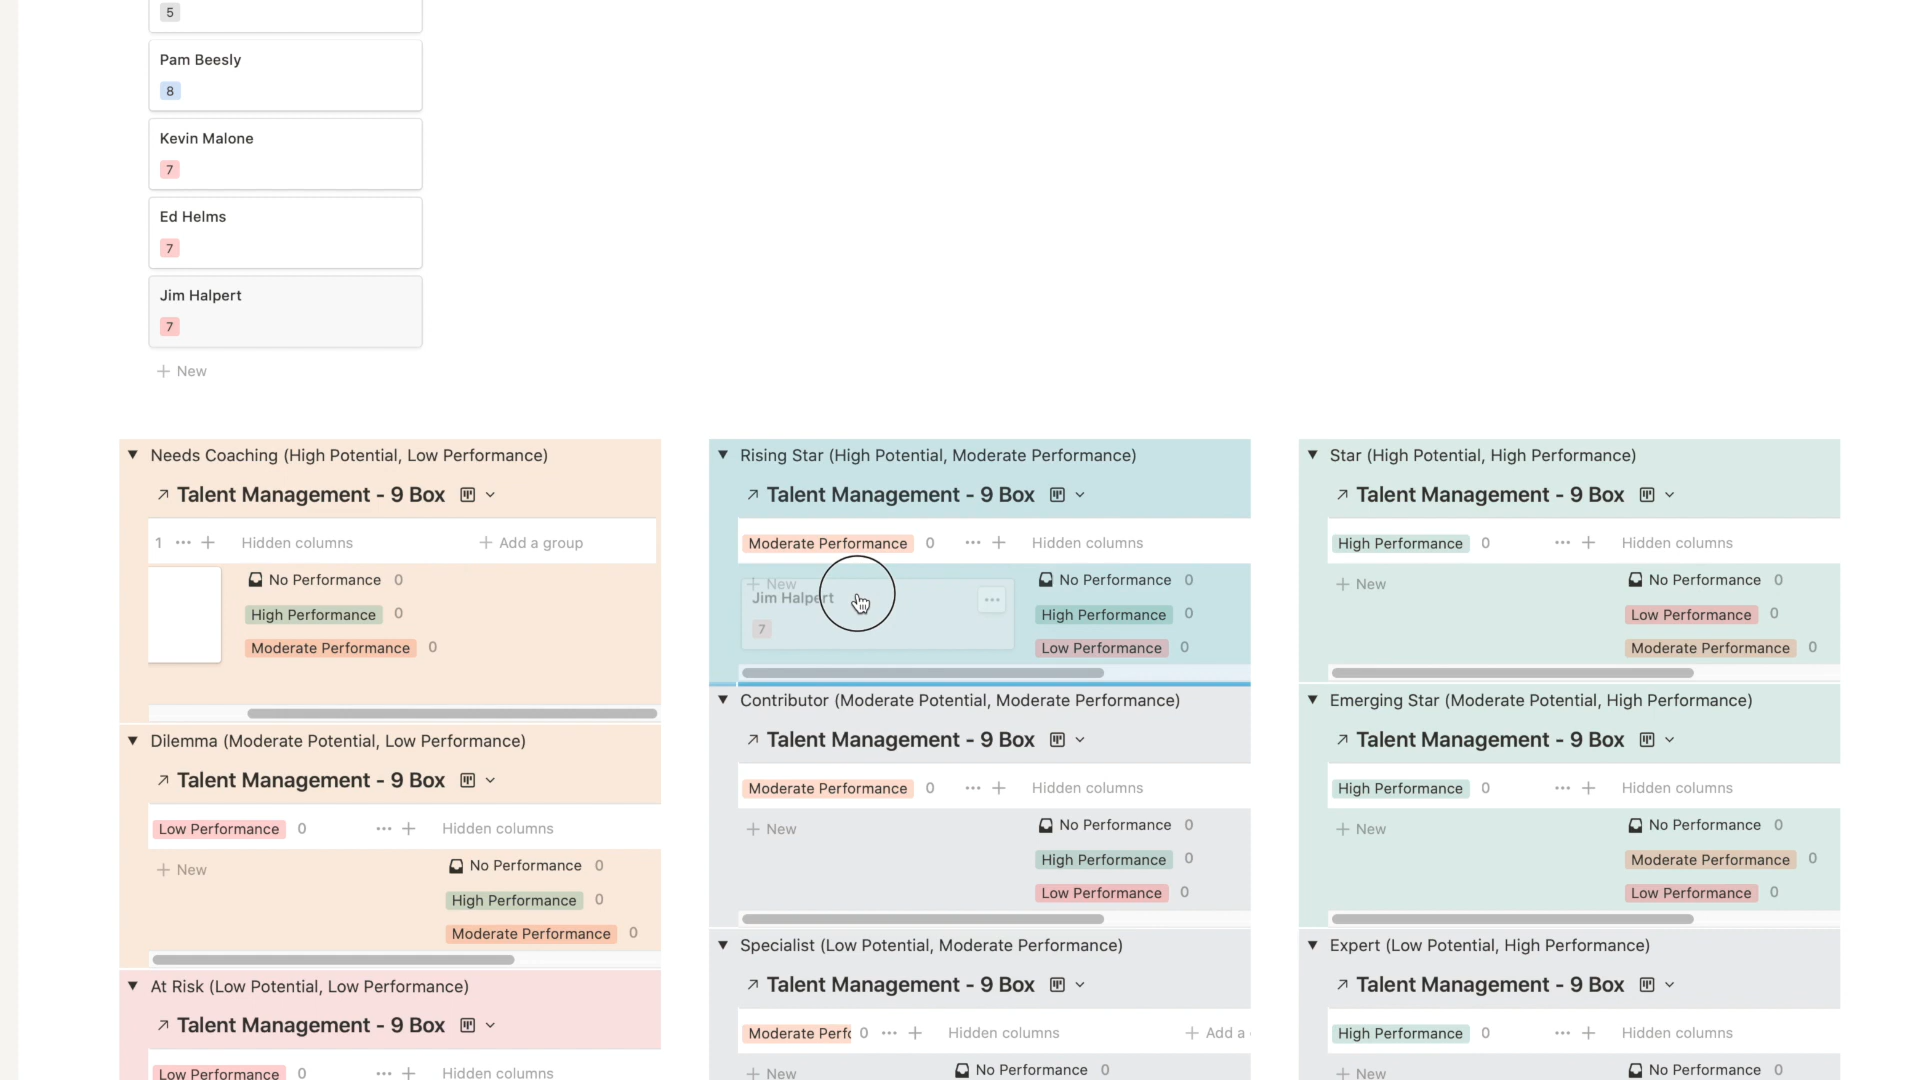 5
Pam Beesly
8
Kevin Malone
7
Ed Helms
7
Jim Halpert
7
+ New
Needs Coaching (High Potential, Low Performance)
Talent Management - 9 Box
1 ··· + Hidden columns + Add a group
No Performance 0
High Performance 0
Moderate Performance 0
Dilemma (Moderate Potential, Low Performance)
Talent Management - 9 Box
Low Performance 0 ··· + Hidden columns
+ New
No Performance 0
High Performance 0
Moderate Performance 0
At Risk (Low Potential, Low Performance)
Talent Management - 9 Box
Low Performance 0 ··· + Hidden columns
Rising Star (High Potential, Moderate Performance)
Talent Management - 9 Box
Moderate Performance 0 ··· + Hidden columns
+ New
Jim Halpert ···
7
No Performance 0
High Performance 0
Low Performance 0
Contributor (Moderate Potential, Moderate Performance)
Talent Management - 9 Box
Moderate Performance 0 ··· + Hidden columns
+ New
No Performance 0
High Performance 0
Low Performance 0
Specialist (Low Potential, Moderate Performance)
Talent Management - 9 Box
Moderate Perfo 0 ··· + Hidden columns + Add a
+ New
No Performance 0
Star (High Potential, High Performance)
Talent Management - 9 Box
High Performance 0 ··· + Hidden columns
+ New
No Performance 0
Low Performance 0
Moderate Performance 0
Emerging Star (Moderate Potential, High Performance)
Talent Management - 9 Box
High Performance 0 ··· + Hidden columns
+ New
No Performance 0
Moderate Performance 0
Low Performance 0
Expert (Low Potential, High Performance)
Talent Management - 9 Box
High Performance 0 ··· + Hidden columns
+ New
No Performance 0